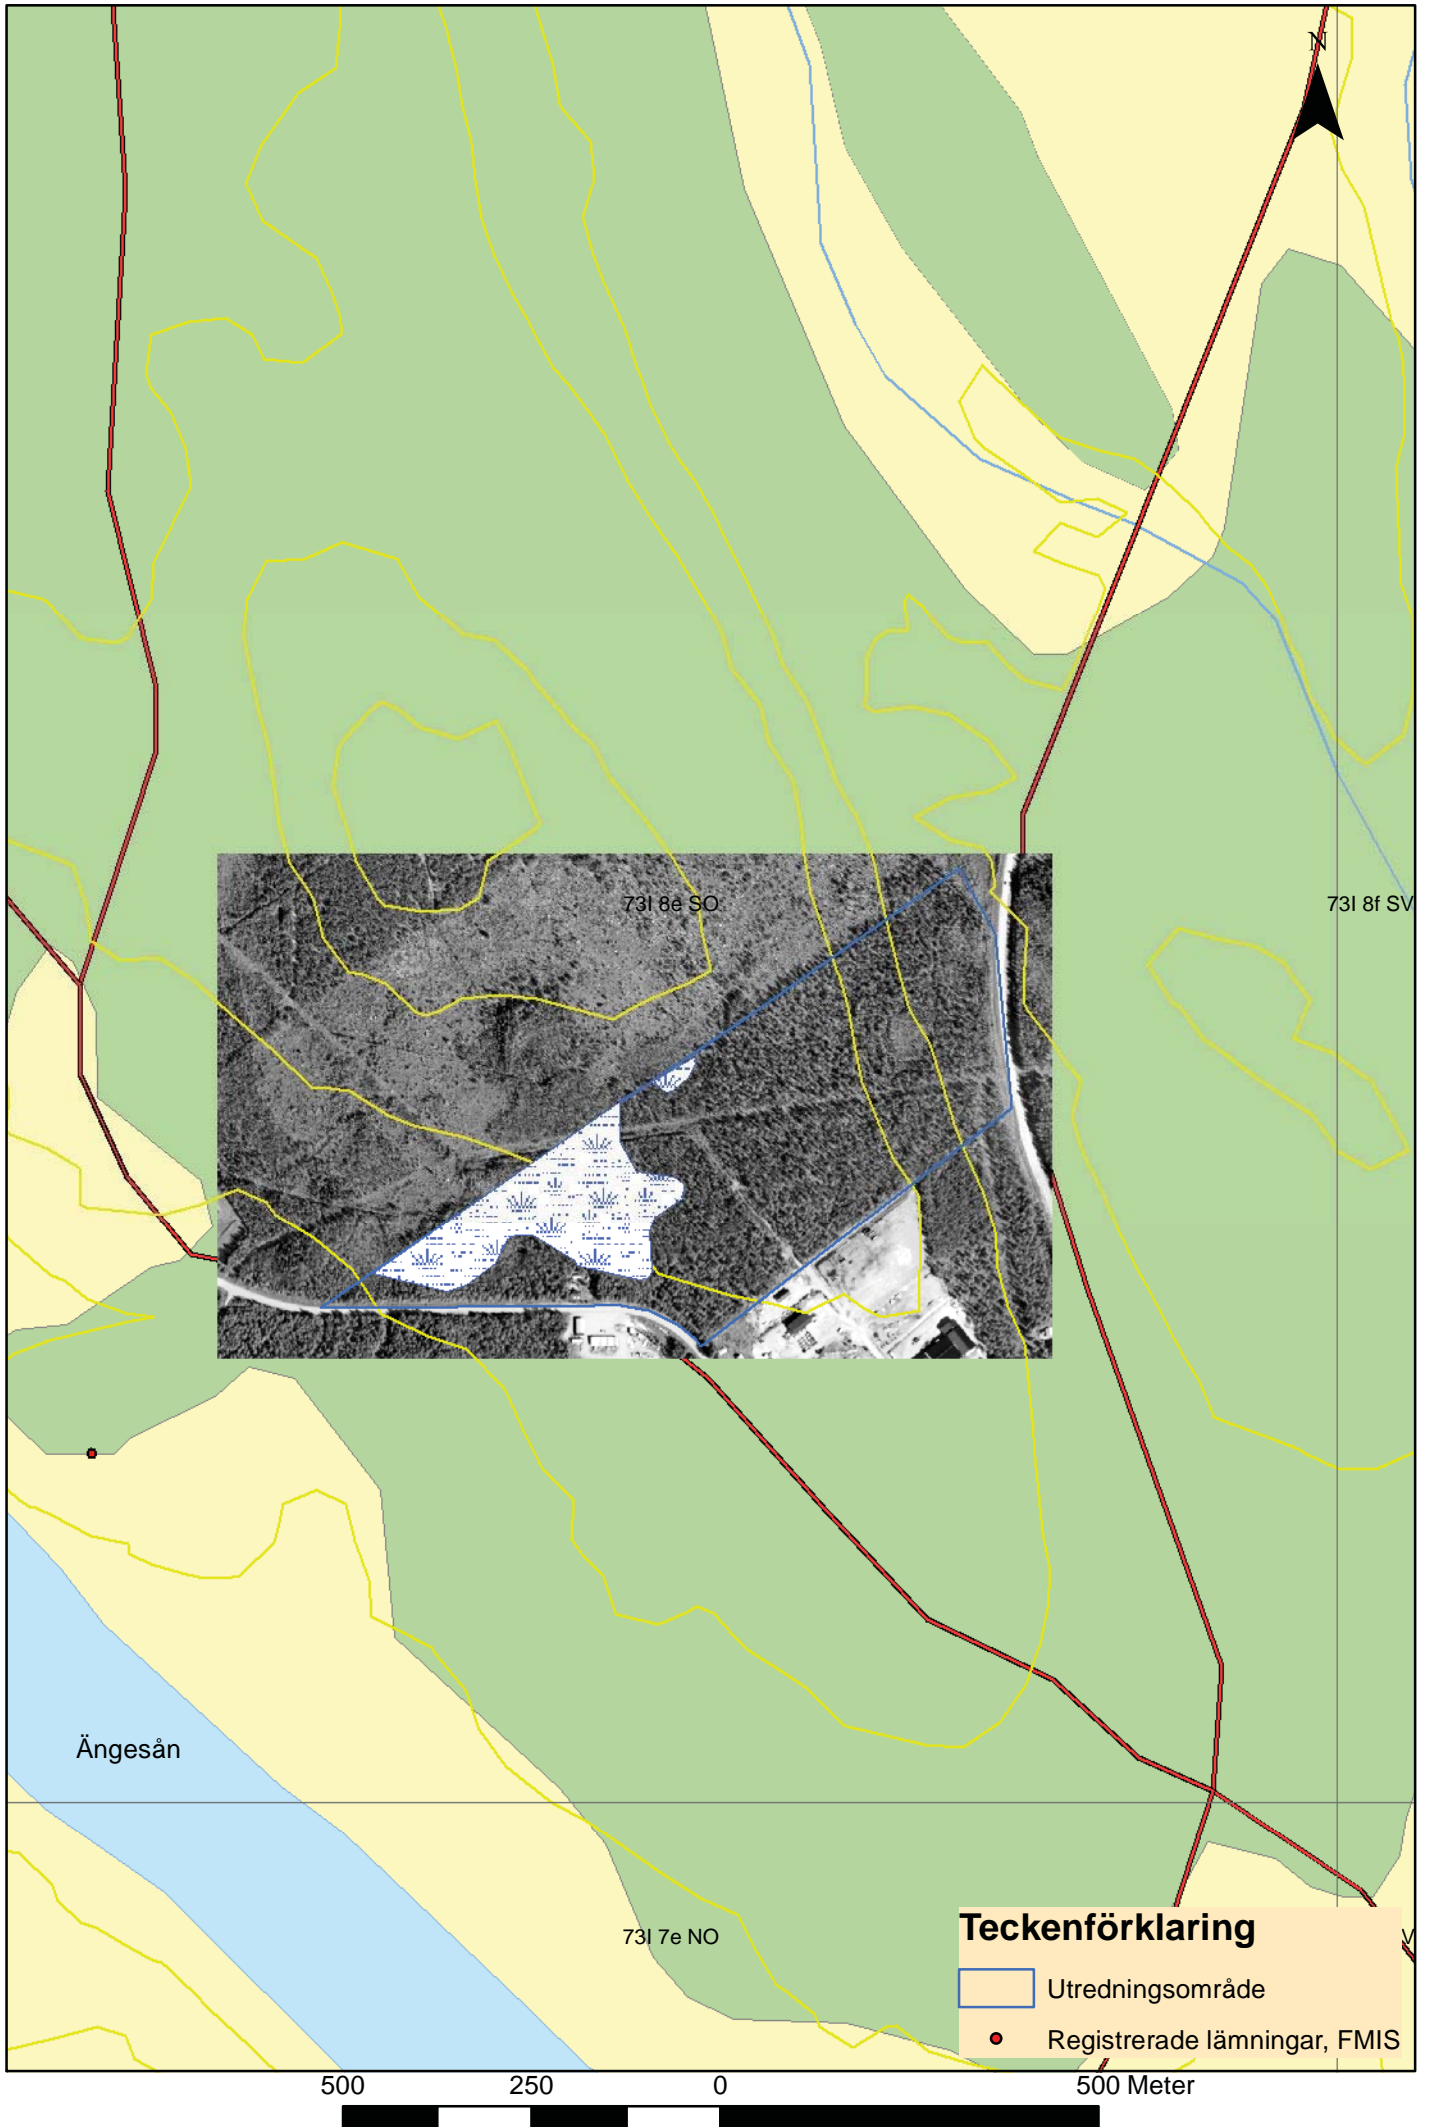 N
73I 8e SO
73I 8f SV
Ängesån
73I 7e NO
V
Teckenförklaring
Utredningsområde
Registrerade lämningar, FMIS
500 250 0 500 Meter